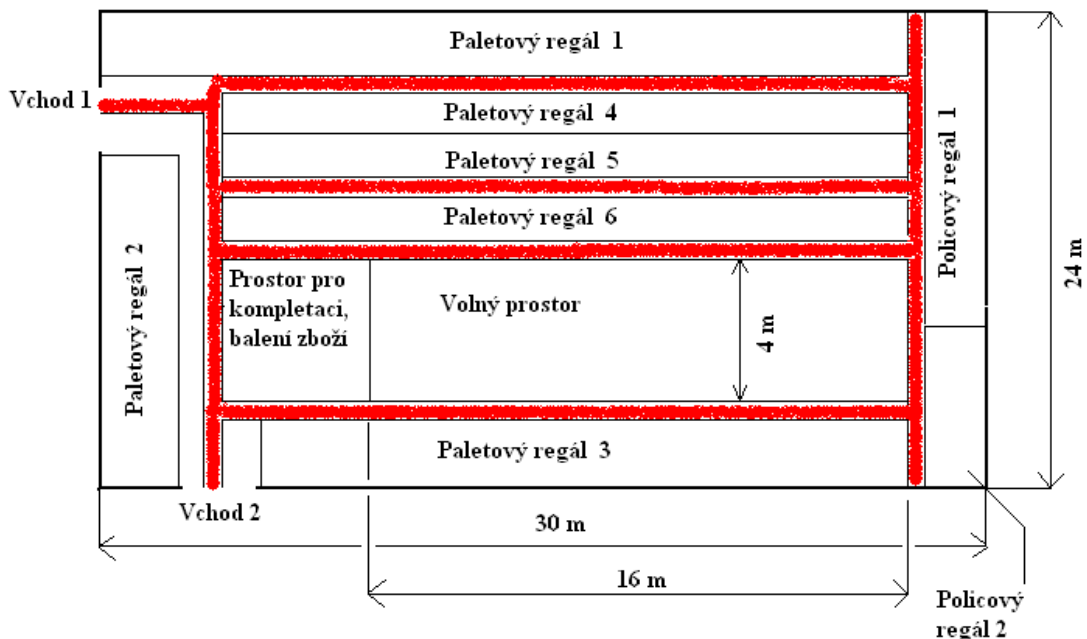 Paletový regál  1
Vchod 1
Paletový regál  4
Paletový regál  5
Paletový regál  6
Policový regál  1
24 m
Paletový regál  2
Prostor pro
kompletaci,
balení zboží
Volný prostor
4 m
Paletový regál  3
Vchod 2
30 m
16 m
Policový
regál 2